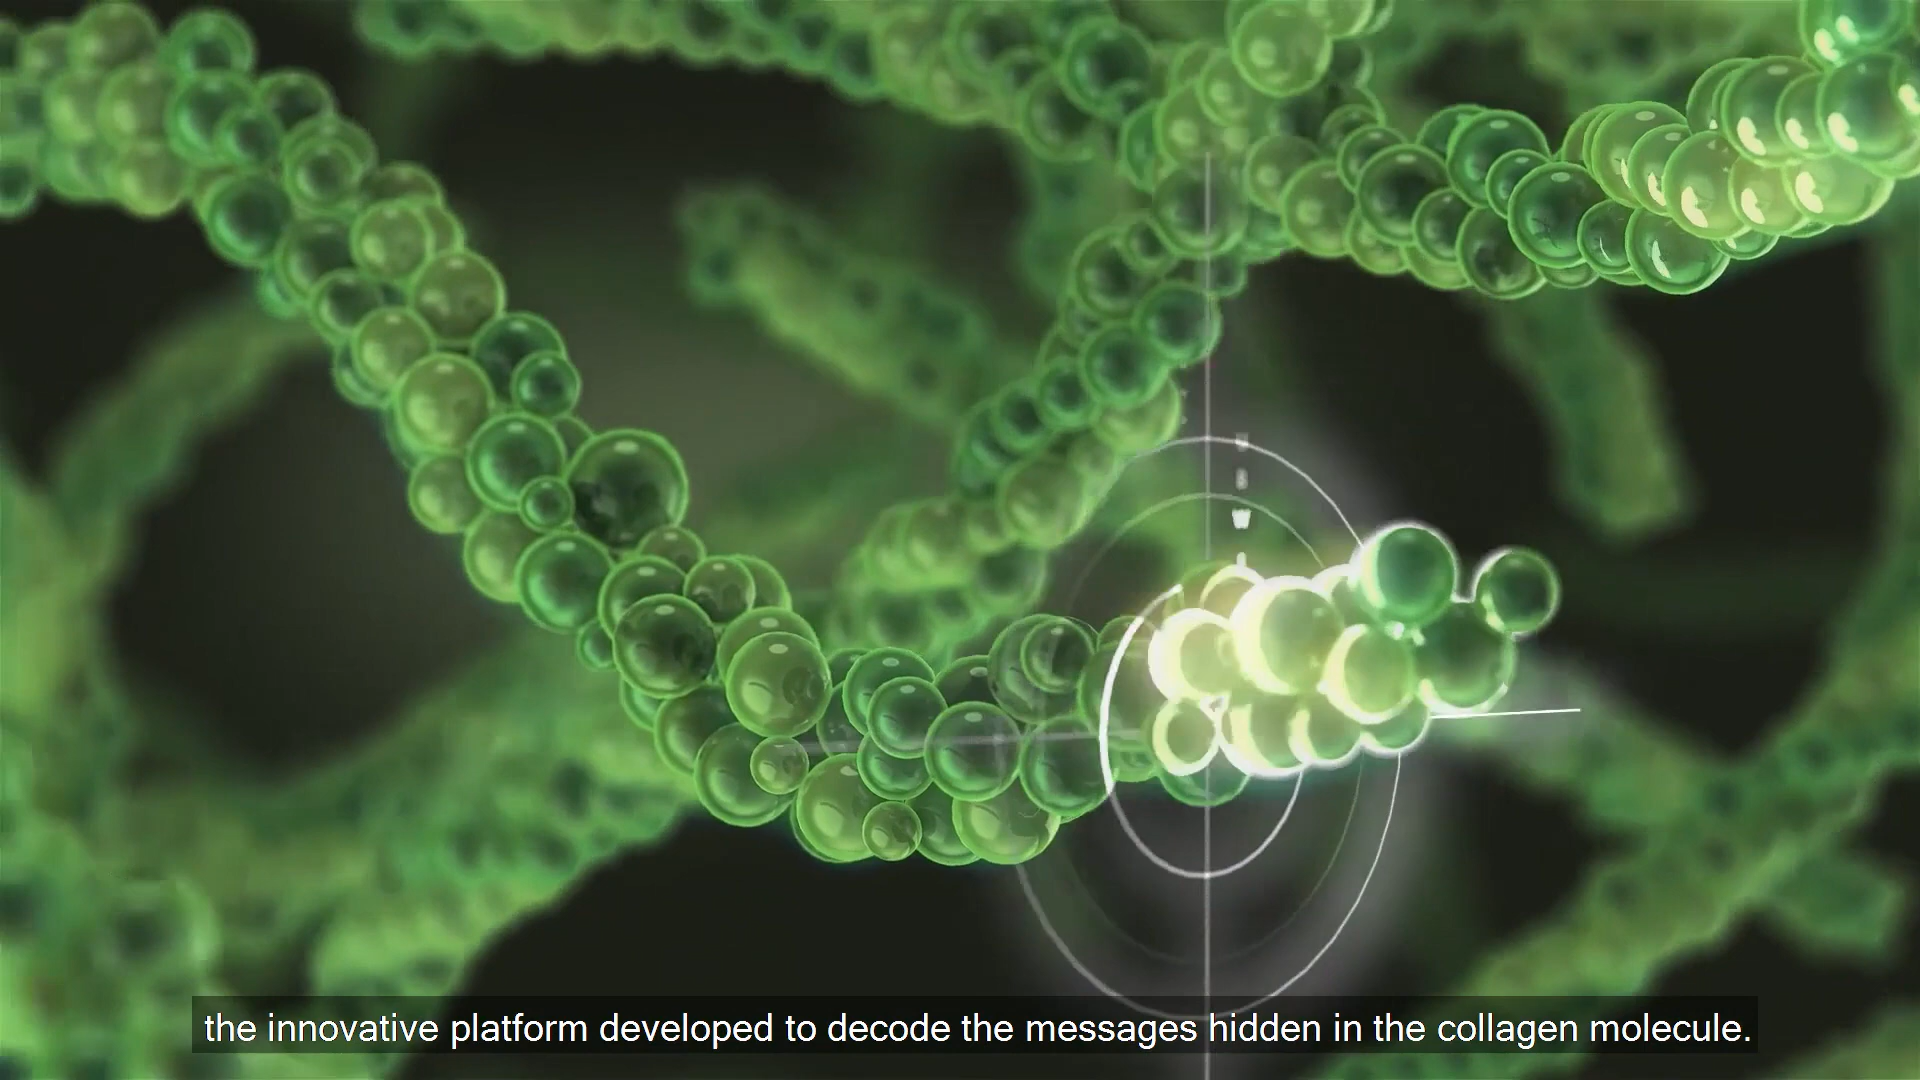 the innovative platform developed to decode the messages hidden in the collagen molecule.